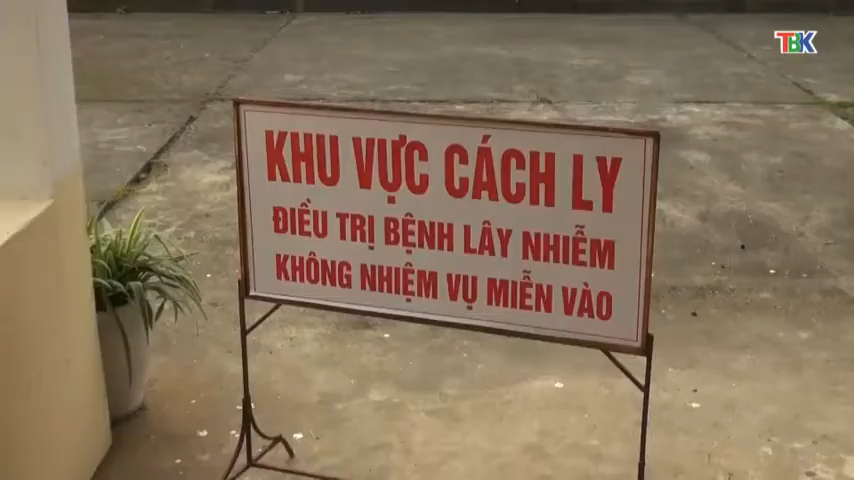 TBK
KHU VỰC CÁCH LY
ĐIỀU TRỊ BỆNH LÂY NHIỄM
KHÔNG NHIỆM VỤ MIỄN VÀO